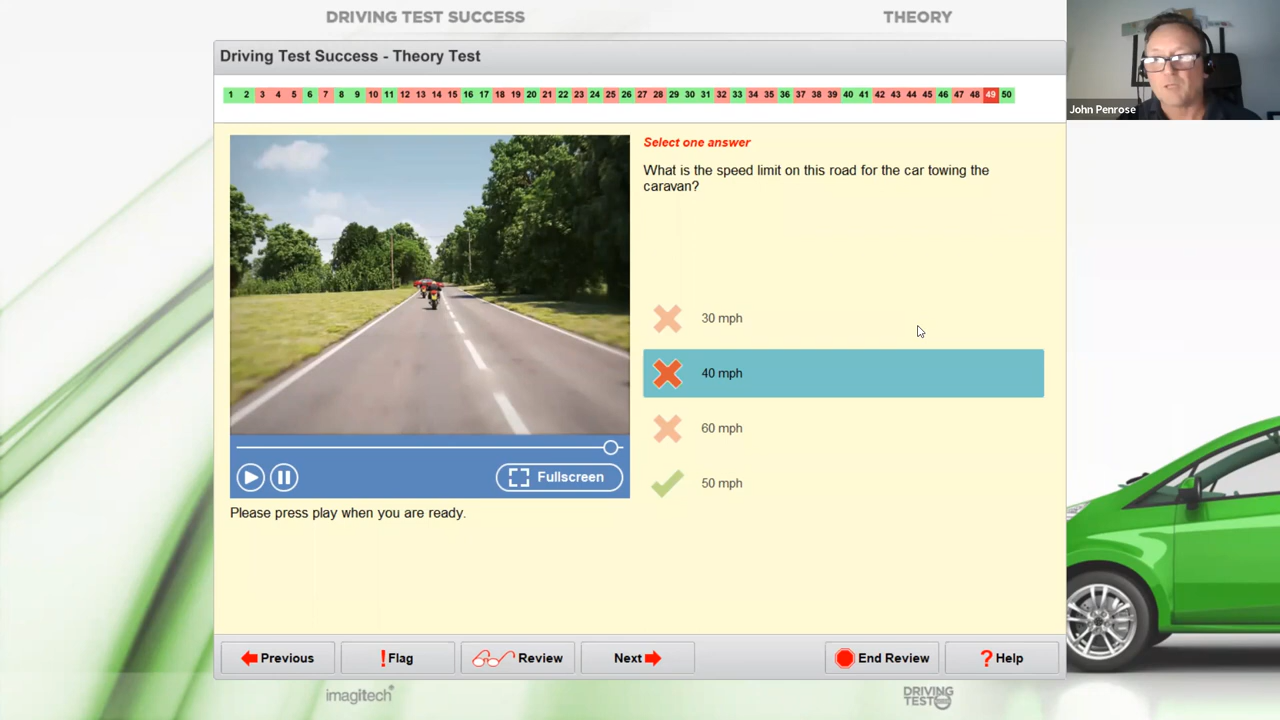 DRIVING TEST SUCCESS THEORY
Driving Test Success - Theory Test
1 2 3 4 5 6 7 8 9 10 11 12 13 14 15 16 17 18 19 20 21 22 23 24 25 26 27 28 29 30 31 32 33 34 35 36 37 38 39 40 41 42 43 44 45 46 47 48 49 50
John Penrose
Select one answer
What is the speed limit on this road for the car towing the
caravan?
30 mph
40 mph
60 mph
50 mph
Fullscreen
Please press play when you are ready.
Previous
!Flag
Review
Next
End Review
?Help
imagitech
DRIVING
TEST